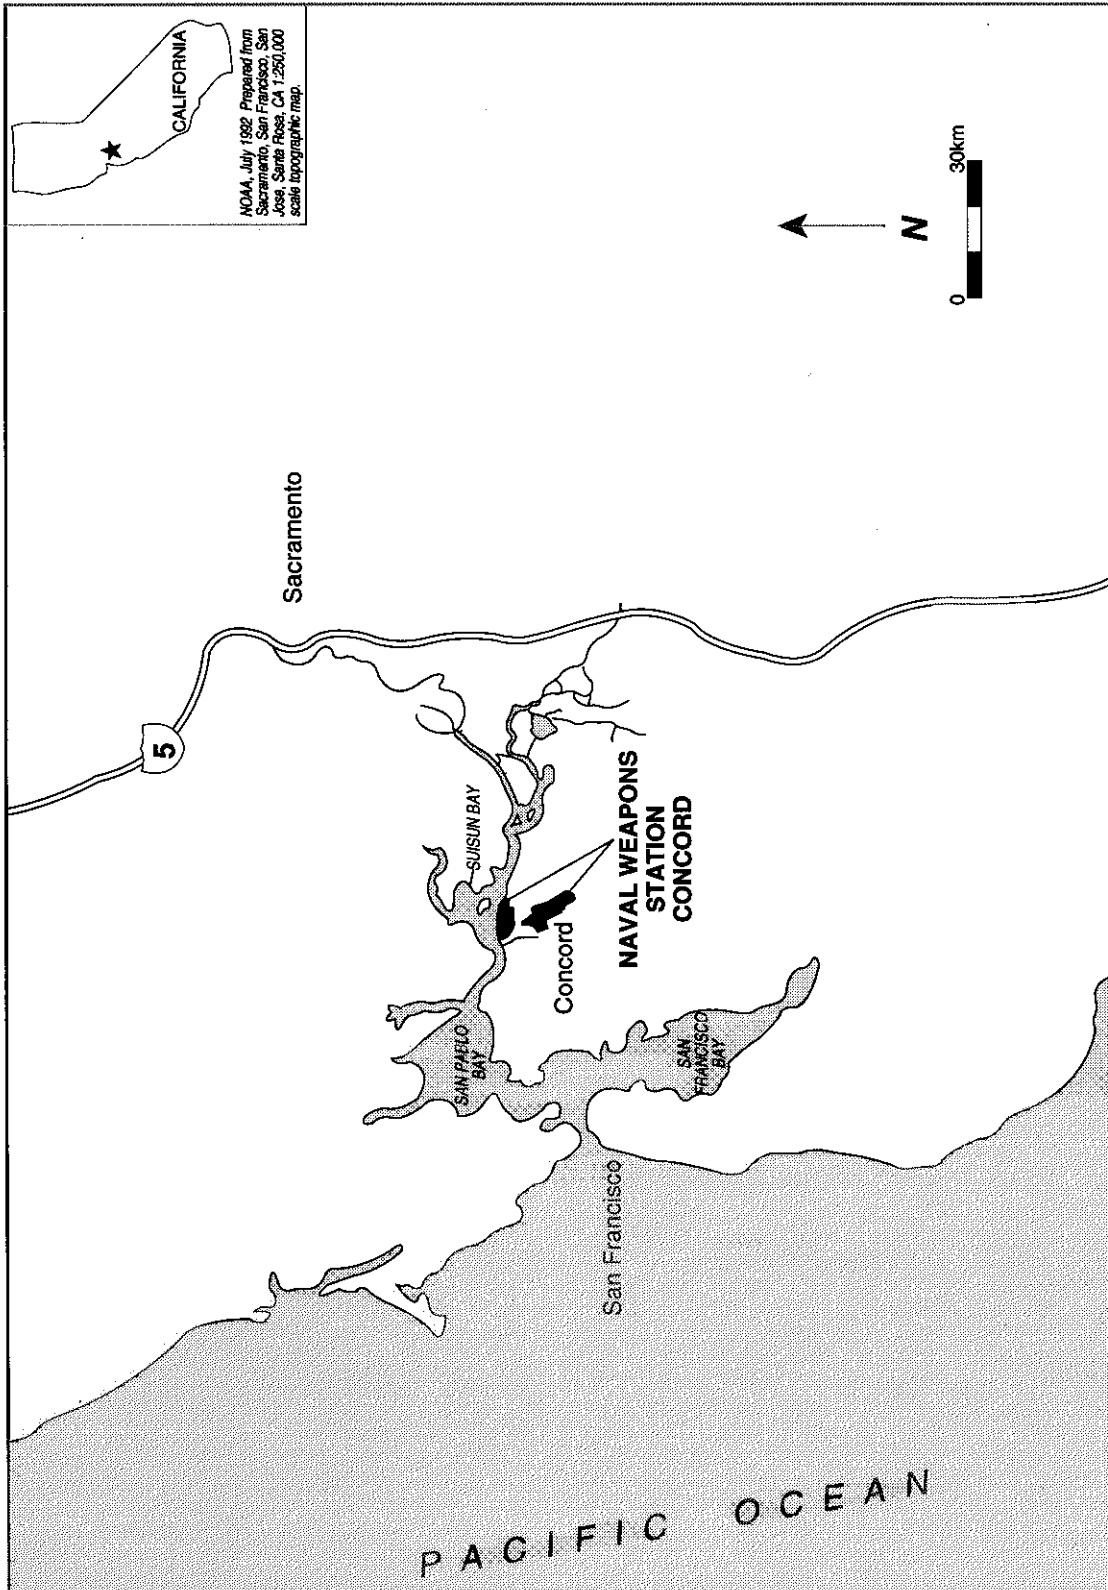 CALIFORNIA
NOAA, July 1992 Prepared from
Sacramento, San Francisco, San
Jose, Santa Rosa, CA 1:250,000
scale topographic map.
5
Sacramento
SUISUN BAY
SAN PABLO
BAY
Concord
NAVAL WEAPONS
STATION
CONCORD
SAN
FRANCISCO
BAY
San Francisco
PACIFIC OCEAN
N
0 30km